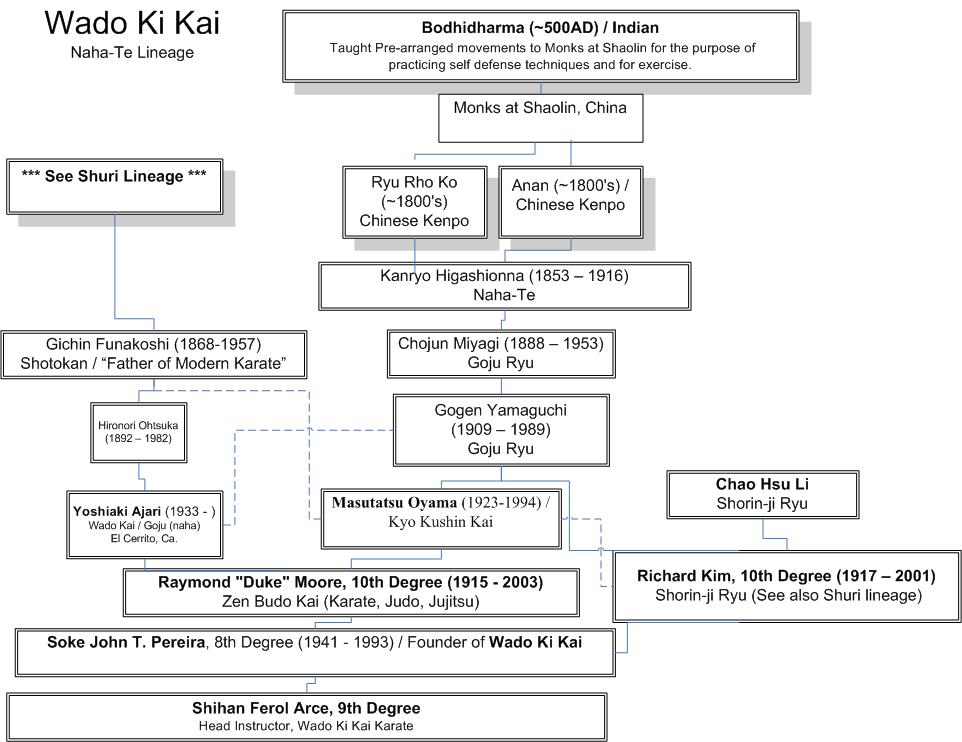 Wado Ki Kai
Naha-Te Lineage
Bodhidharma (~500AD) / Indian
Taught Pre-arranged movements to Monks at Shaolin for the purpose of
practicing self defense techniques and for exercise.
Monks at Shaolin, China
*** See Shuri Lineage ***
Ryu Rho Ko
(~1800's)
Chinese Kenpo
Anan (~1800's) /
Chinese Kenpo
Kanryo Higashionna (1853 – 1916)
Naha-Te
Gichin Funakoshi (1868-1957)
Shotokan / “Father of Modern Karate”
Chojun Miyagi (1888 – 1953)
Goju Ryu
Hironori Ohtsuka
(1892 – 1982)
Gogen Yamaguchi
(1909 – 1989)
Goju Ryu
Chao Hsu Li
Shorin-ji Ryu
Yoshiaki Ajari (1933 - )
Wado Kai / Goju (naha)
El Cerrito, Ca.
Masutatsu Oyama (1923-1994) /
Kyo Kushin Kai
Raymond "Duke" Moore, 10th Degree (1915 - 2003)
Zen Budo Kai (Karate, Judo, Jujitsu)
Richard Kim, 10th Degree (1917 – 2001)
Shorin-ji Ryu (See also Shuri lineage)
Soke John T. Pereira, 8th Degree (1941 - 1993) / Founder of Wado Ki Kai
Shihan Ferol Arce, 9th Degree
Head Instructor, Wado Ki Kai Karate